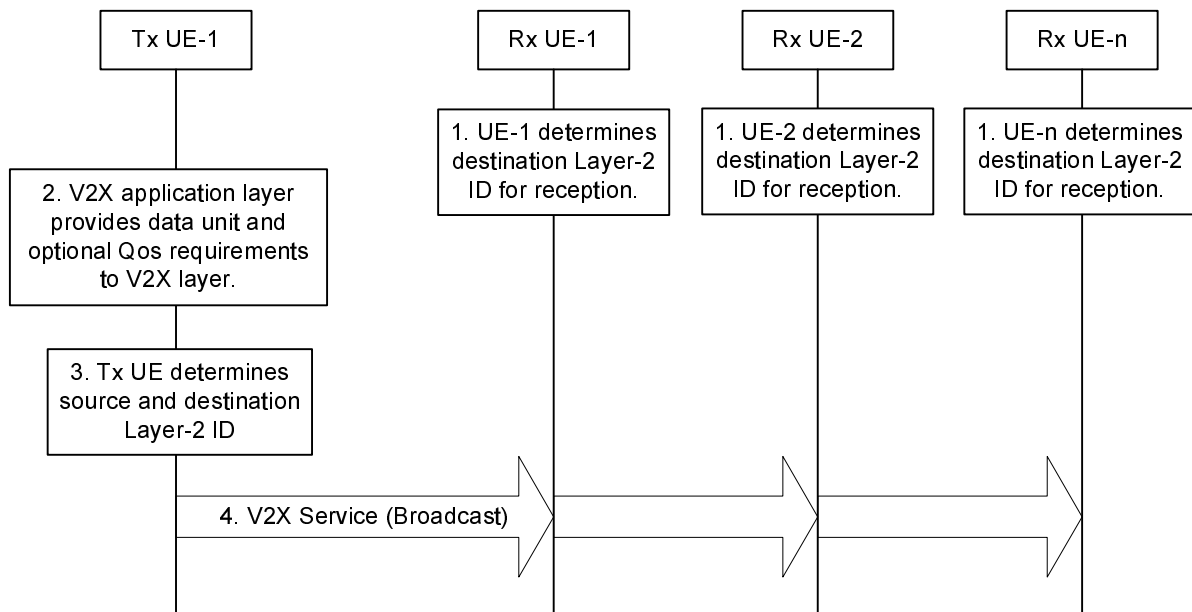 Tx UE-1
Rx UE-1
Rx UE-2
Rx UE-n
1. UE-1 determines
destination Layer-2
ID for reception.
1. UE-2 determines
destination Layer-2
ID for reception.
1. UE-n determines
destination Layer-2
ID for reception.
2. V2X application layer
provides data unit and
optional Qos requirements
to V2X layer.
3. Tx UE determines
source and destination
Layer-2 ID
4. V2X Service (Broadcast)